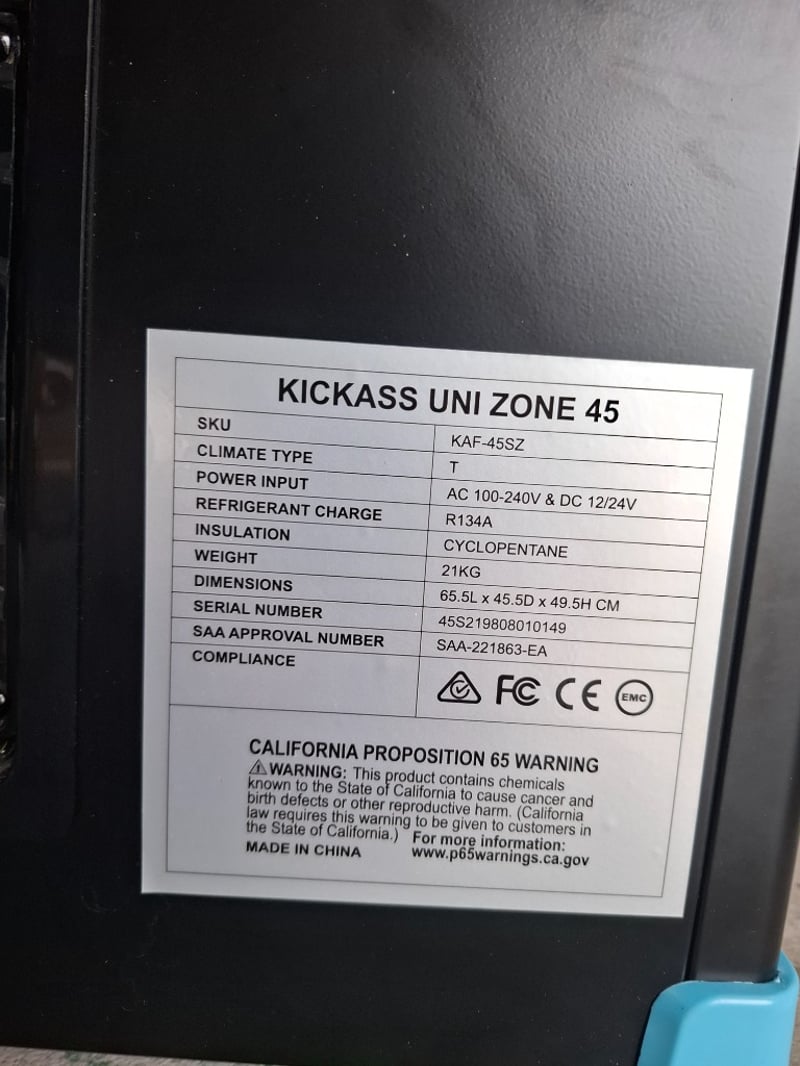 KICKASS UNI ZONE 45
SKU KAF-45SZ
CLIMATE TYPE T
POWER INPUT AC 100-240V & DC 12/24V
REFRIGERANT CHARGE R134A
INSULATION CYCLOPENTANE
WEIGHT 21KG
DIMENSIONS 65.5L x 45.5D x 49.5H CM
SERIAL NUMBER 45S219808010149
SAA APPROVAL NUMBER SAA-221863-EA
COMPLIANCE FC CE EMC
CALIFORNIA PROPOSITION 65 WARNING
WARNING: This product contains chemicals
known to the State of California to cause cancer and
birth defects or other reproductive harm. (California
law requires this warning to be given to customers in
the State of California.) For more information:
MADE IN CHINA www.p65warnings.ca.gov